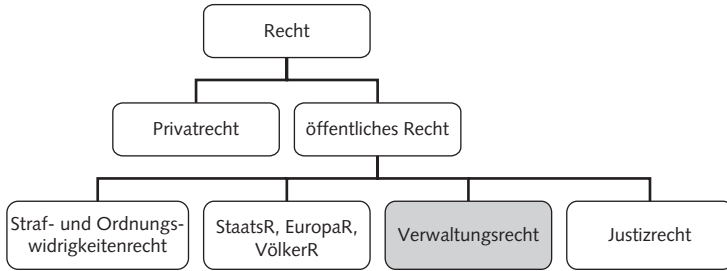 Recht
Privatrecht
öffentliches Recht
Straf- und Ordnungs-
widrigkeitenrecht
StaatsR, EuropaR,
VölkerR
Verwaltungsrecht
Justizrecht